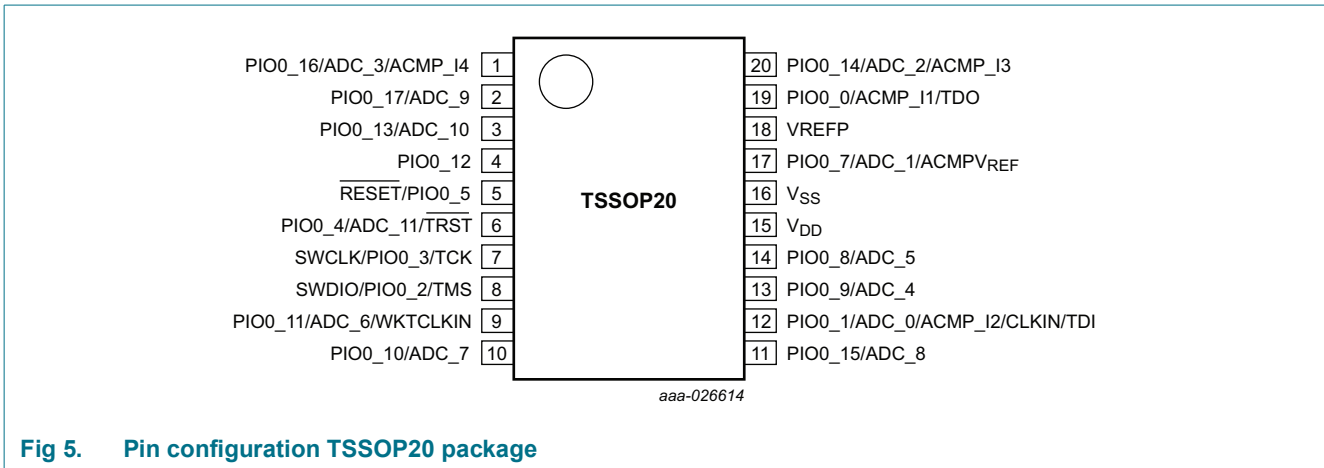 PIO0_16/ADC_3/ACMP_I4 1
PIO0_17/ADC_9 2
PIO0_13/ADC_10 3
PIO0_12 4
RESET/PIO0_5 5
PIO0_4/ADC_11/TRST 6
SWCLK/PIO0_3/TCK 7
SWDIO/PIO0_2/TMS 8
PIO0_11/ADC_6/WKTCLKIN 9
PIO0_10/ADC_7 10
TSSOP20
20 PIO0_14/ADC_2/ACMP_I3
19 PIO0_0/ACMP_I1/TDO
18 VREFP
17 PIO0_7/ADC_1/ACMPVREF
16 VSS
15 VDD
14 PIO0_8/ADC_5
13 PIO0_9/ADC_4
12 PIO0_1/ADC_0/ACMP_I2/CLKIN/TDI
11 PIO0_15/ADC_8
aaa-026614
Fig 5. Pin configuration TSSOP20 package